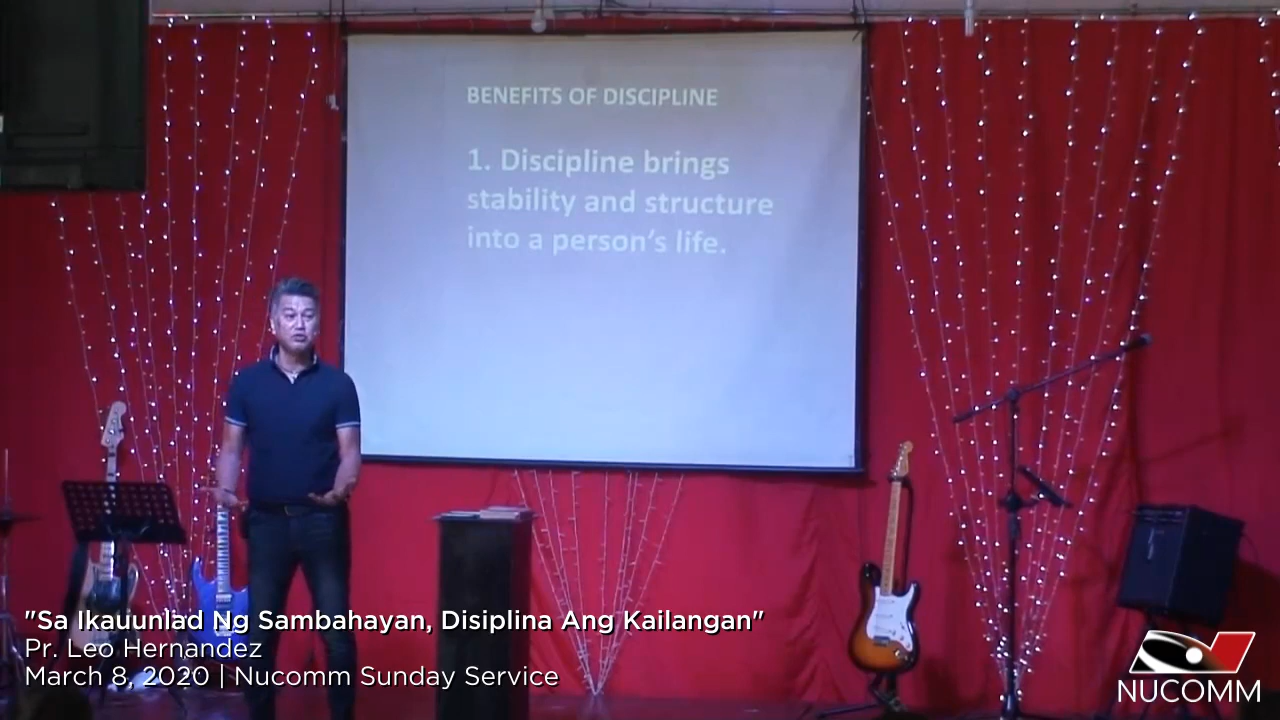 BENEFITS OF DISCIPLINE
1. Discipline brings
stability and structure
into a person's life.
"Sa Ikauunlad Ng Sambahayan, Disiplina Ang Kailangan"
Pr. Leo Hernandez
March 8, 2020 | Nucomm Sunday Service
NUCOMM